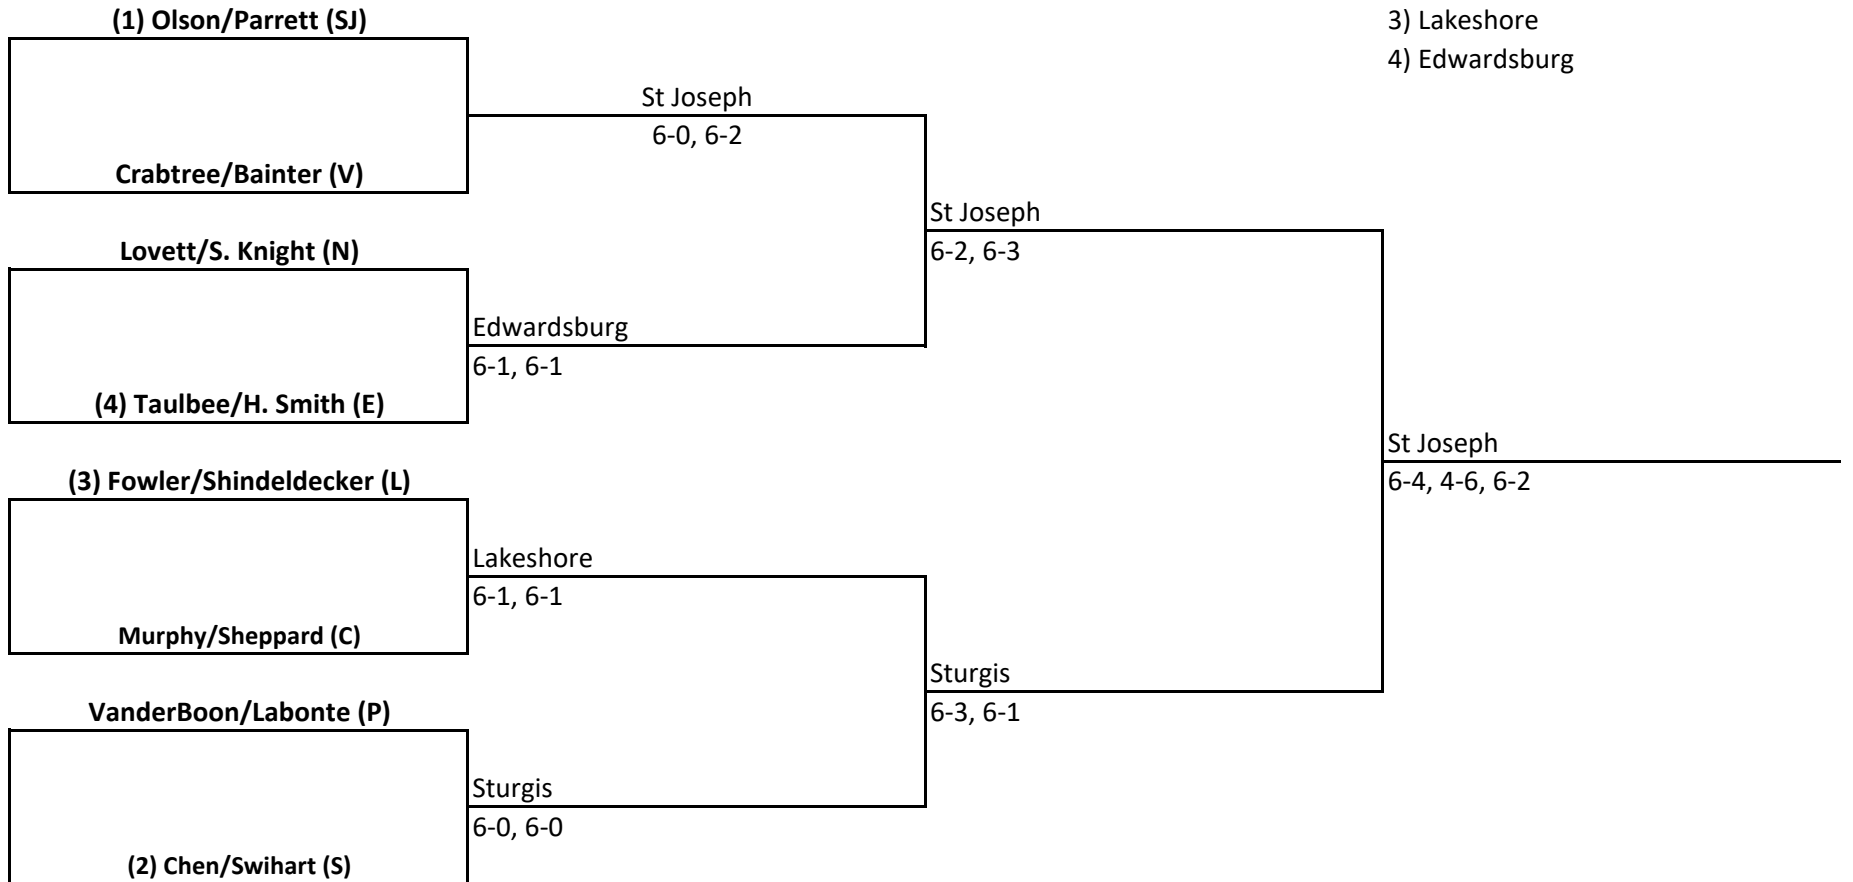 (1) Olson/Parrett (SJ)
3) Lakeshore
4) Edwardsburg
St Joseph
6-0, 6-2
Crabtree/Bainter (V)
St Joseph
6-2, 6-3
Lovett/S. Knight (N)
Edwardsburg
6-1, 6-1
(4) Taulbee/H. Smith (E)
St Joseph
6-4, 4-6, 6-2
(3) Fowler/Shindeldecker (L)
Lakeshore
6-1, 6-1
Murphy/Sheppard (C)
Sturgis
6-3, 6-1
VanderBoon/Labonte (P)
Sturgis
6-0, 6-0
(2) Chen/Swihart (S)